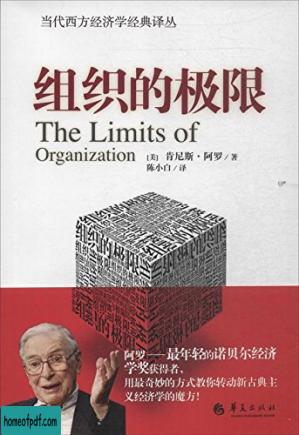 当代西方经济学经典译丛
组织的极限
The Limits of
Organization
[美] 肯尼斯·阿罗 / 著
陈小白 / 译
阿罗——最年轻的诺贝尔经济
学奖获得者，
用最奇妙的方式教你转动新古典主
义经济学的魔方！
homeofpdf.com
华夏出版社